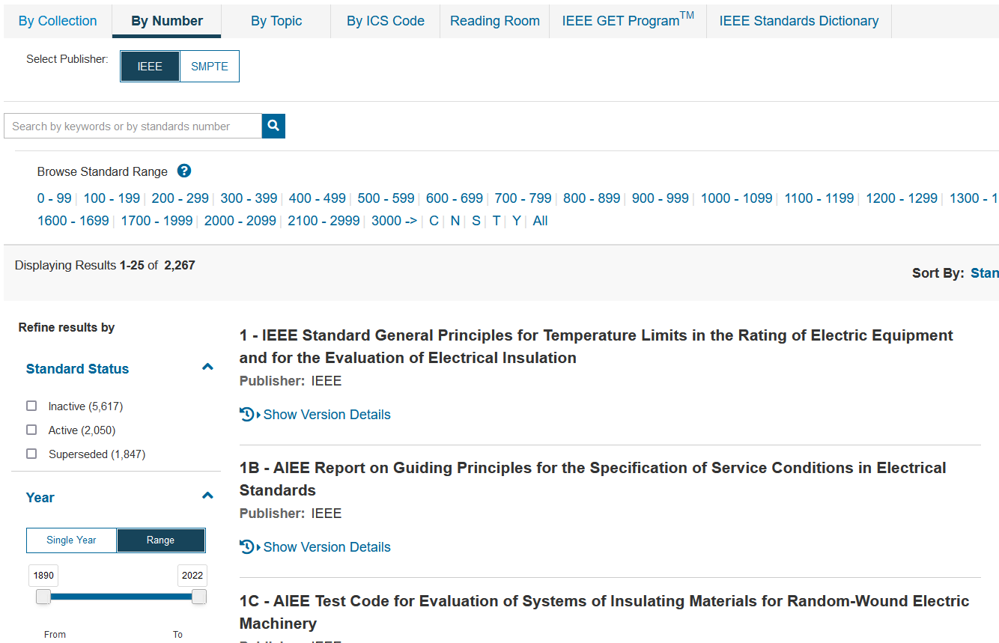 By Collection By Number By Topic By ICS Code Reading Room IEEE GET Program™ IEEE Standards Dictionary
Select Publisher: IEEE SMPTE
Search by keywords or by standards number
Browse Standard Range ?
0 - 99 | 100 - 199 | 200 - 299 | 300 - 399 | 400 - 499 | 500 - 599 | 600 - 699 | 700 - 799 | 800 - 899 | 900 - 999 | 1000 - 1099 | 1100 - 1199 | 1200 - 1299 | 1300 - 1
1600 - 1699 | 1700 - 1999 | 2000 - 2099 | 2100 - 2999 | 3000 -> | C | N | S | T | Y | All
Displaying Results 1-25 of 2,267
Sort By: Stan
Refine results by
Standard Status
Inactive (5,617)
Active (2,050)
Superseded (1,847)
Year
Single Year Range
1890 2022
From To
1 - IEEE Standard General Principles for Temperature Limits in the Rating of Electric Equipment
and for the Evaluation of Electrical Insulation
Publisher: IEEE
Show Version Details
1B - AIEE Report on Guiding Principles for the Specification of Service Conditions in Electrical
Standards
Publisher: IEEE
Show Version Details
1C - AIEE Test Code for Evaluation of Systems of Insulating Materials for Random-Wound Electric
Machinery